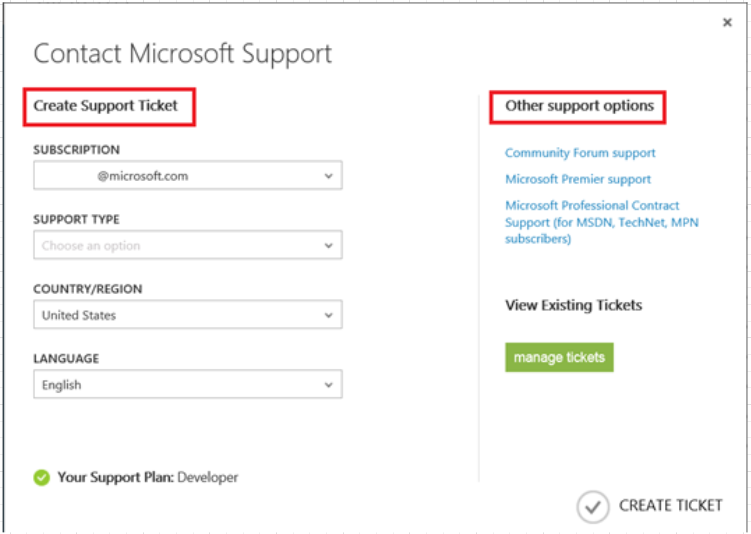 Contact Microsoft Support
Create Support Ticket
SUBSCRIPTION
@microsoft.com
SUPPORT TYPE
Choose an option
COUNTRY/REGION
United States
LANGUAGE
English
Your Support Plan: Developer
Other support options
Community Forum support
Microsoft Premier support
Microsoft Professional Contract
Support (for MSDN, TechNet, MPN
subscribers)
View Existing Tickets
manage tickets
CREATE TICKET